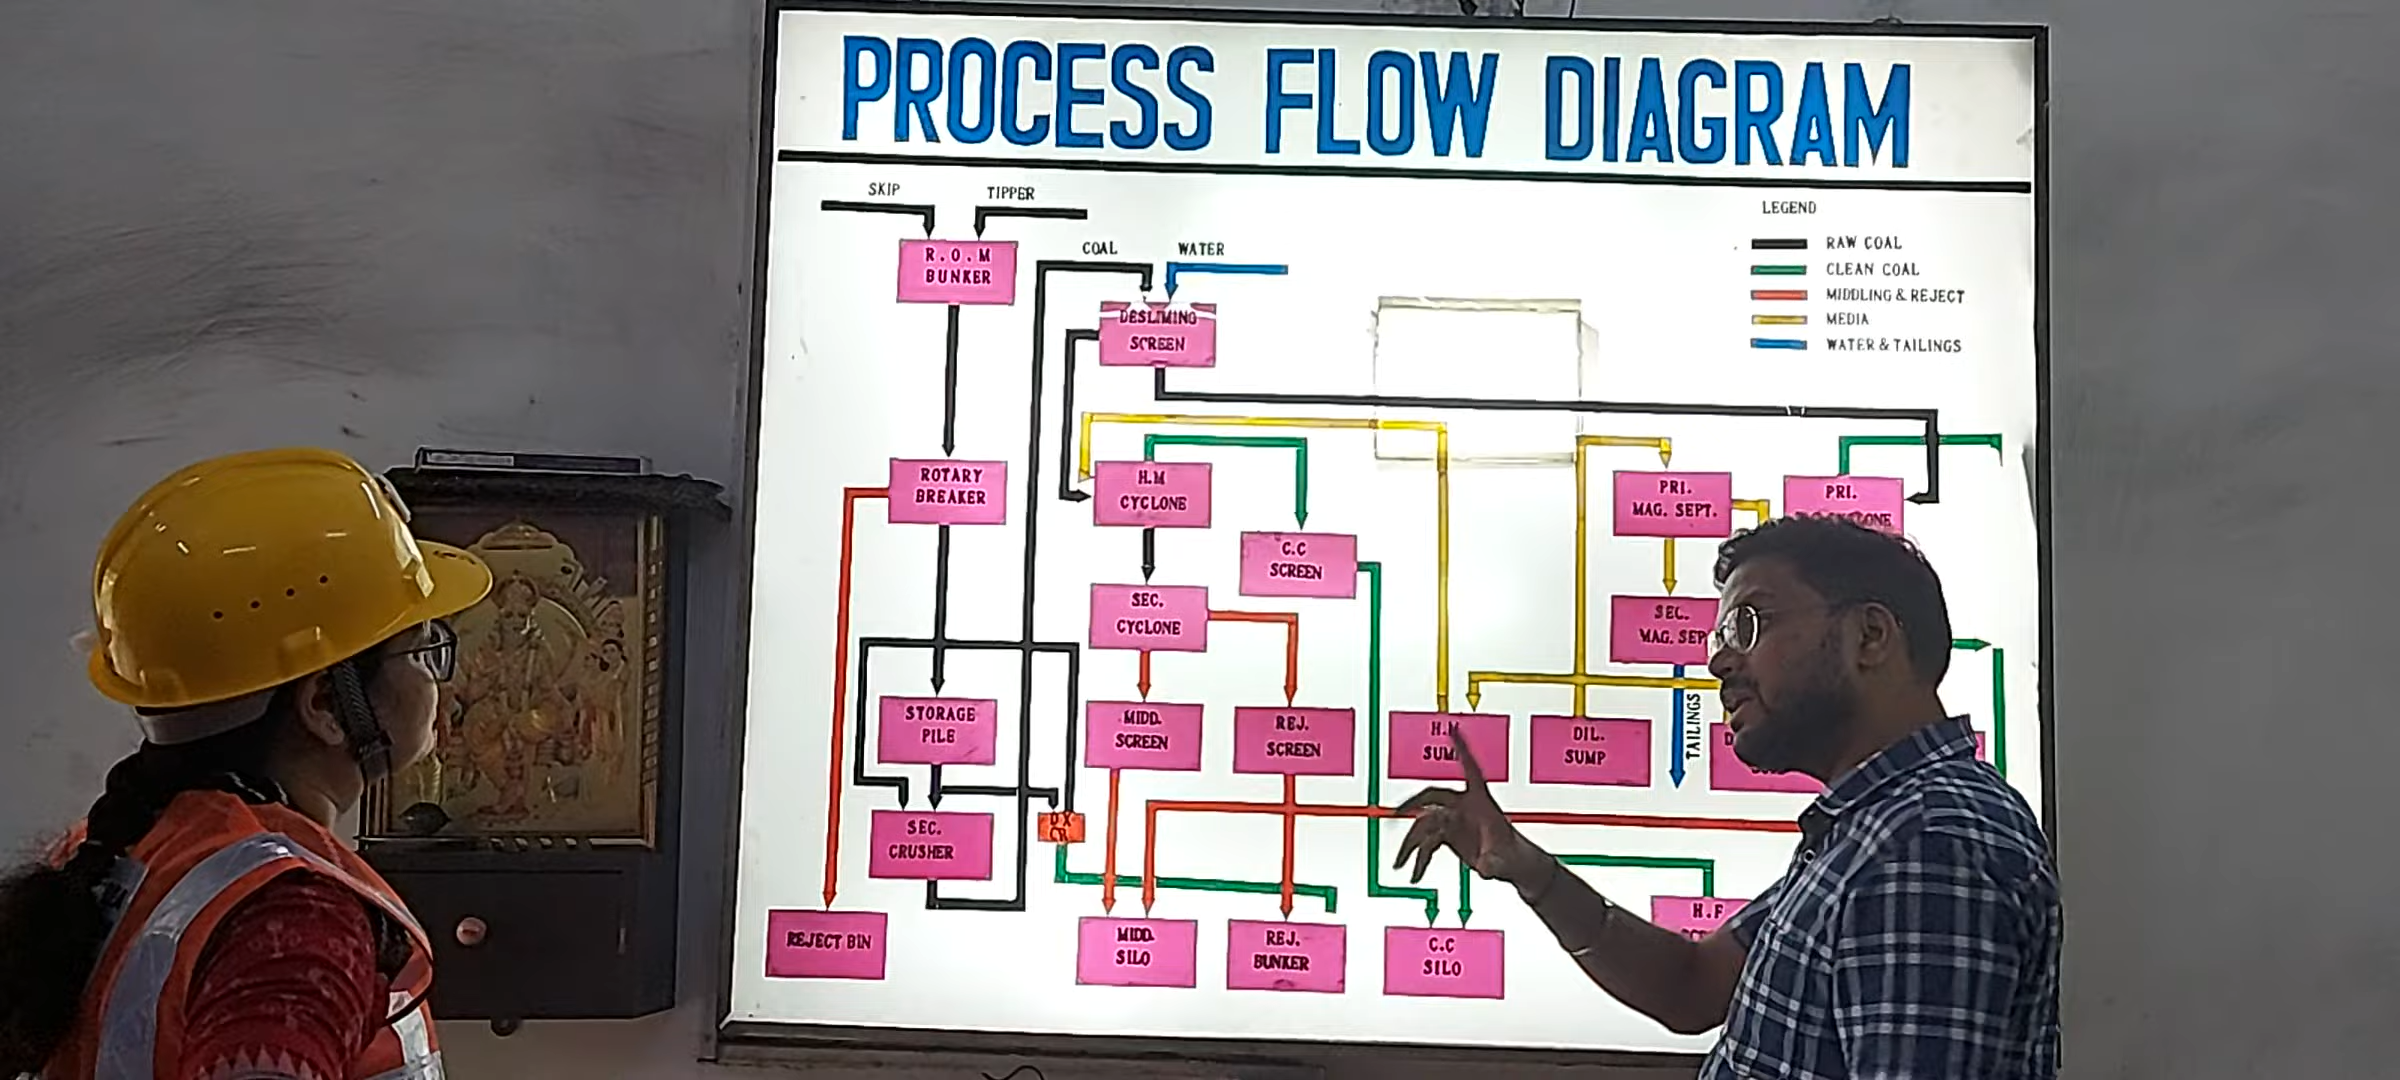 PROCESS FLOW DIAGRAM
SKIP
TIPPER
LEGEND
RAW COAL
CLEAN COAL
MIDDLING & REJECT
MEDIA
WATER & TAILINGS
R.O.M
BUNKER
COAL
WATER
DESLIMING
SCREEN
ROTARY
BREAKER
H.M
CYCLONE
PRI.
MAG. SEPT.
PRI.
C.C
SCREEN
SEC.
CYCLONE
SEC.
STORAGE
PILE
MIDD.
SCREEN
REJ.
SCREEN
DIL.
SUMP
TAILINGS
SEC.
CRUSHER
DX
CR
REJECT BIN
MIDD.
SILO
REJ.
BUNKER
C.C
SILO
H.F